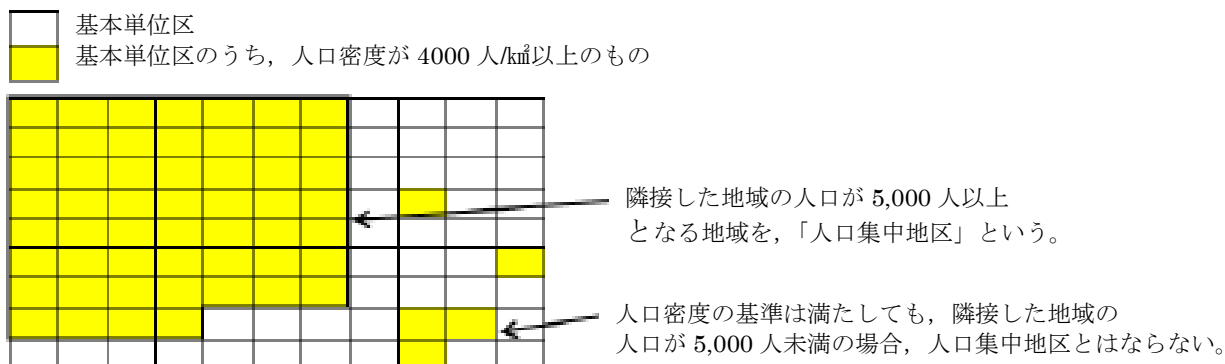 基本単位区
基本単位区のうち，人口密度が 4000 人/㎢以上のもの
隣接した地域の人口が 5,000 人以上
となる地域を，「人口集中地区」という。
人口密度の基準は満たしても，隣接した地域の
人口が 5,000 人未満の場合，人口集中地区とはならない。